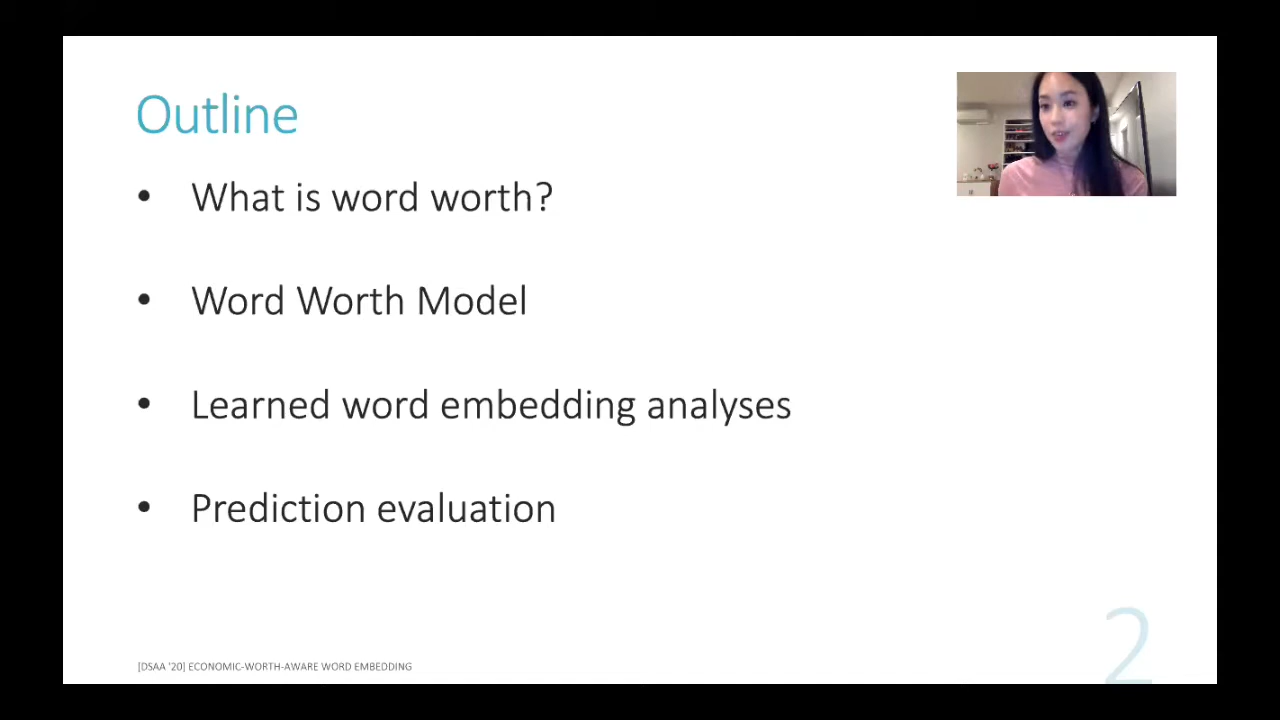 Outline
• What is word worth?
• Word Worth Model
• Learned word embedding analyses
• Prediction evaluation
[DSAA '20] ECONOMIC-WORTH-AWARE WORD EMBEDDING
2